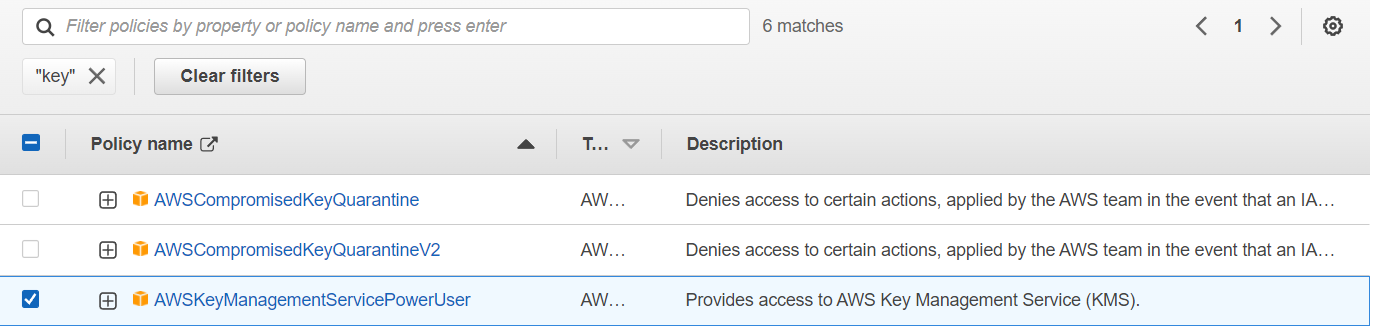 Filter policies by property or policy name and press enter 6 matches 1
"key" Clear filters
Policy name T... Description
AWSCompromisedKeyQuarantine AW... Denies access to certain actions, applied by the AWS team in the event that an IA...
AWSCompromisedKeyQuarantineV2 AW... Denies access to certain actions, applied by the AWS team in the event that an IA...
AWSKeyManagementServicePowerUser AW... Provides access to AWS Key Management Service (KMS).